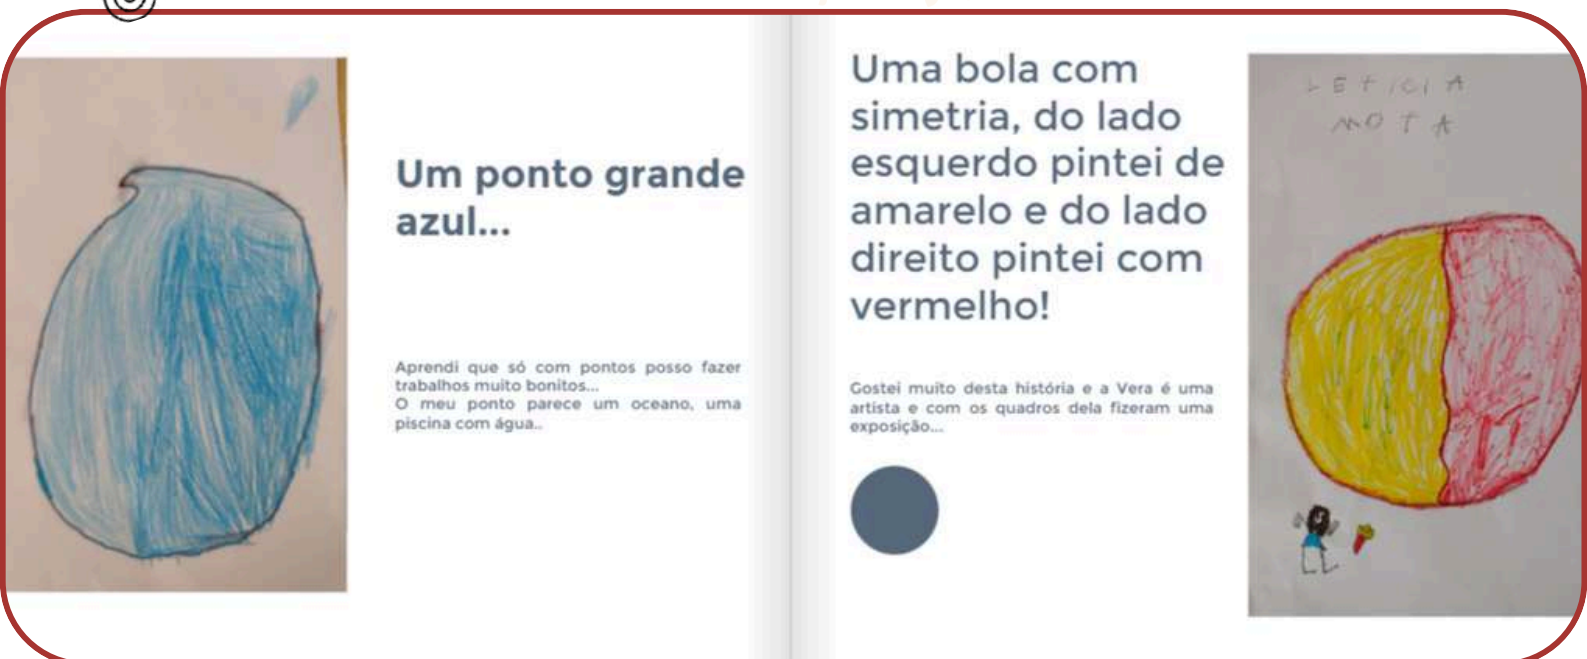 Um ponto grande
azul...
Aprendi que só com pontos posso fazer
trabalhos muito bonitos...
O meu ponto parece um oceano, uma
piscina com água..
Uma bola com
simetria, do lado
esquerdo pintei de
amarelo e do lado
direito pintei com
vermelho!
Gostei muito desta história e a Vera é uma
artista e com os quadros dela fizeram uma
exposição...
LETICIA
MOTA